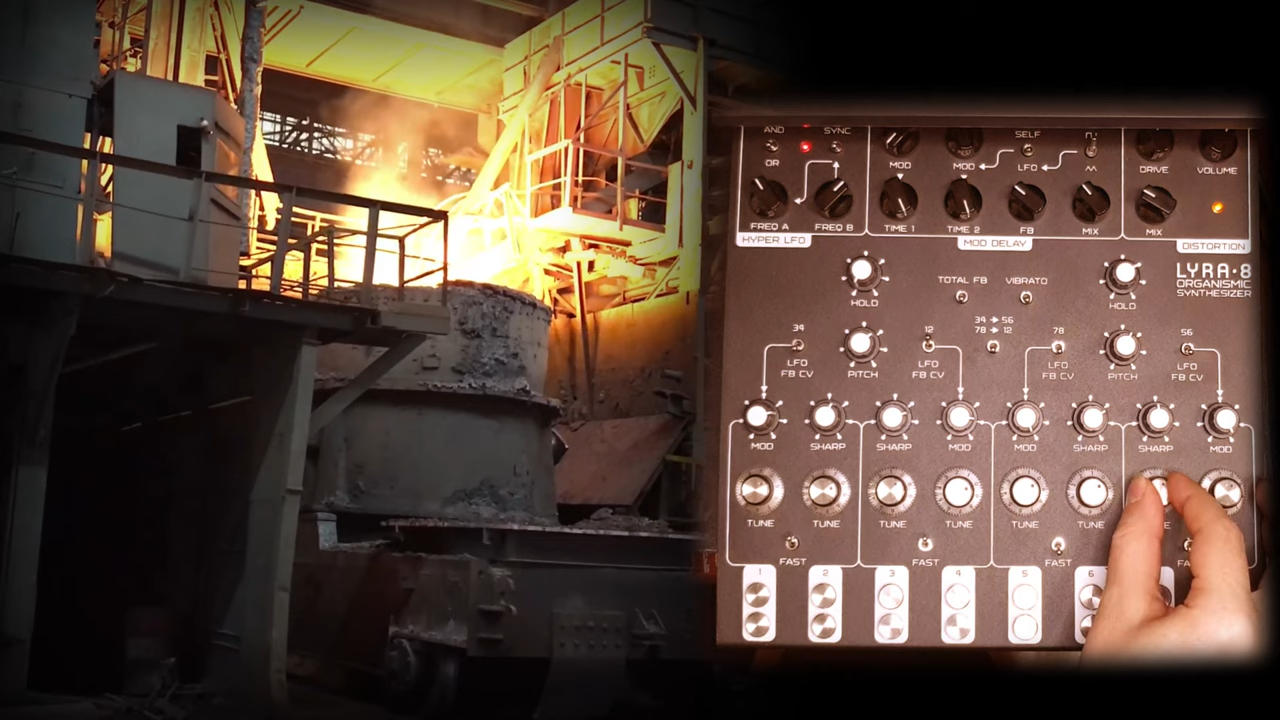 AND SYNC
OR
SELF
LFO
MOD MOD
DRIVE VOLUME
FREQ A FREQ B TIME 1 TIME 2 FB MIX MIX
HYPER LFO MOD DELAY DISTORTION
LYRA·8
ORGANISMIC
SYNTHESIZER
TOTAL FB VIBRATO
HOLD HOLD
34 56
78 12
34 12 78 56
LFO LFO LFO LFO
FB CV FB CV FB CV FB CV
PITCH PITCH
MOD SHARP SHARP MOD MOD SHARP SHARP MOD
TUNE TUNE TUNE TUNE TUNE TUNE
FAST FAST FAST
1 2 3 4 5 6